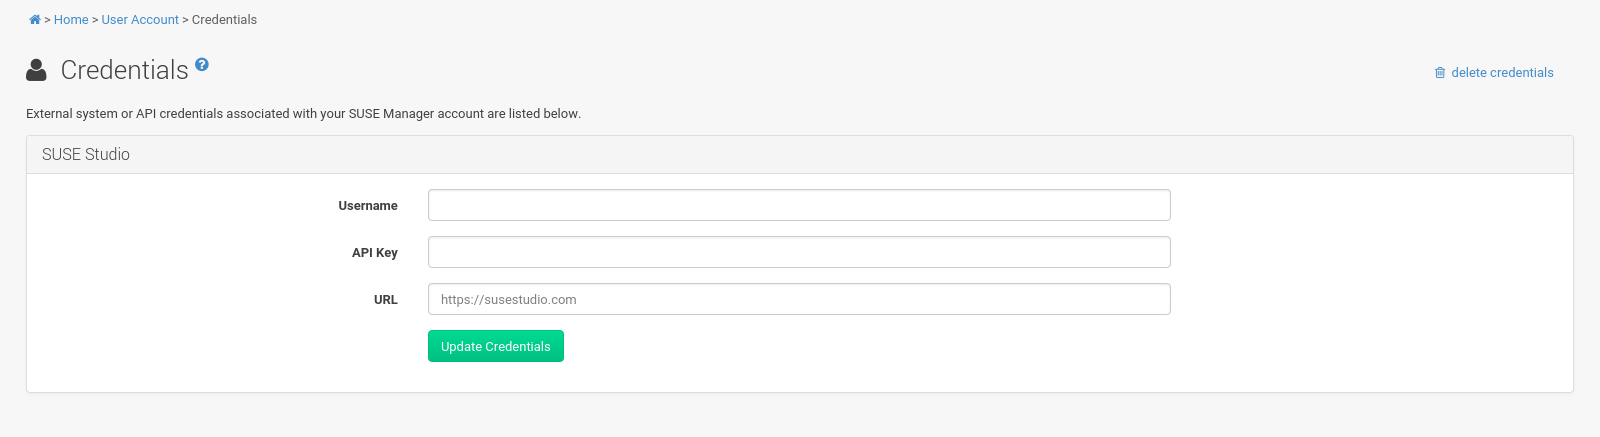 > Home > User Account > Credentials
Credentials ?
delete credentials
External system or API credentials associated with your SUSE Manager account are listed below.
SUSE Studio
Username
API Key
URL
https://susestudio.com
Update Credentials